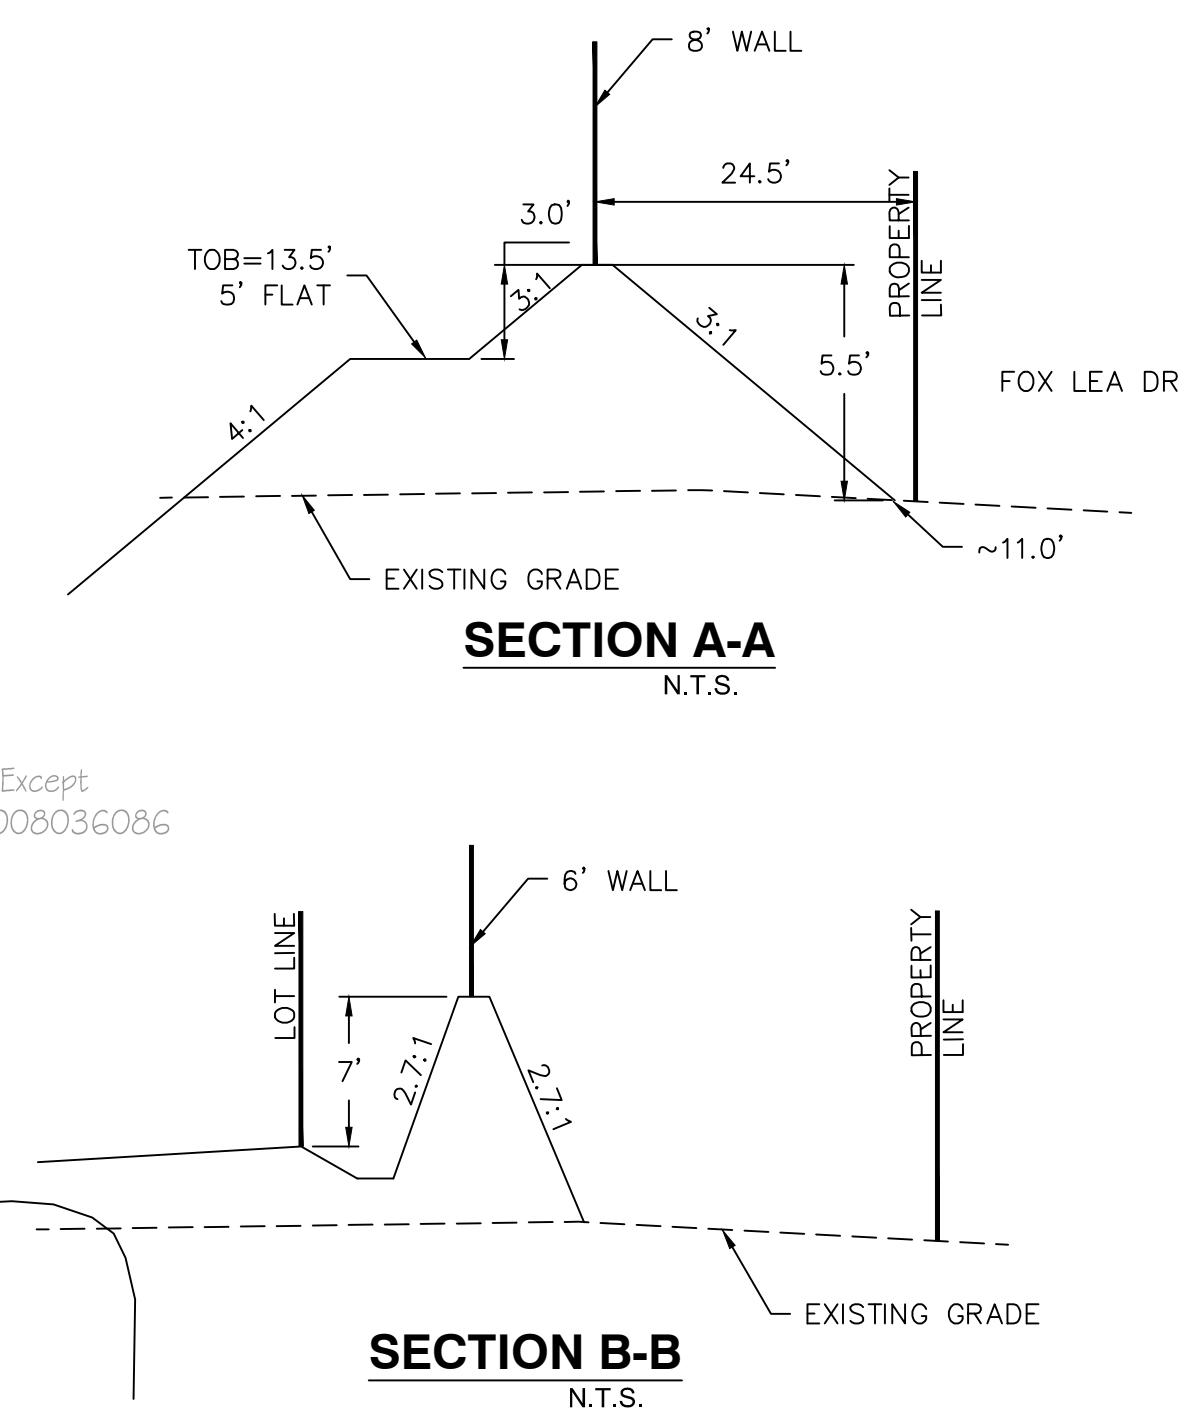 8' WALL
24.5'
3.0'
TOB=13.5'
5' FLAT
3:1
3:1
PROPERTY
LINE
5.5'
FOX LEA DR
4:1
~11.0'
EXISTING GRADE
SECTION A-A
N.T.S.
Except
008036086
6' WALL
LOT LINE
PROPERTY
LINE
7'
2.7:1
2.7:1
EXISTING GRADE
SECTION B-B
N.T.S.